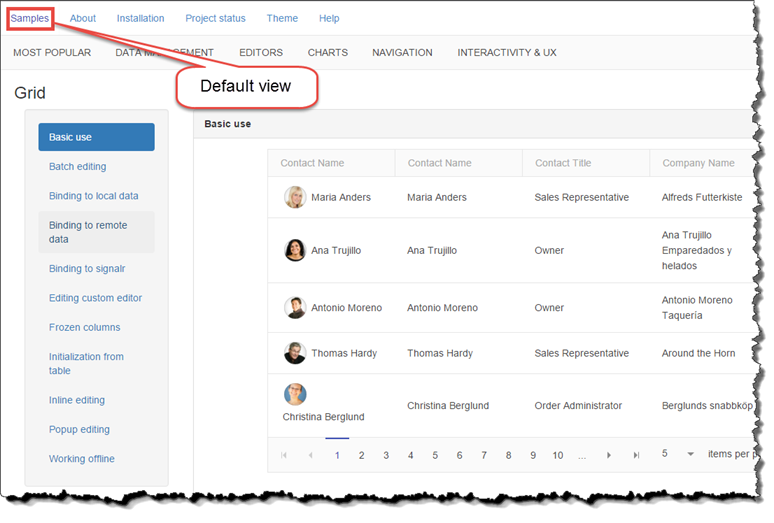 Samples About Installation Project status Theme Help
MOST POPULAR DATA MANAGEMENT EDITORS CHARTS NAVIGATION INTERACTIVITY & UX
Default view
Grid
Basic use
Batch editing
Binding to local data
Binding to remote
data
Binding to signalr
Editing custom editor
Frozen columns
Initialization from
table
Inline editing
Popup editing
Working offline
Basic use
Contact Name Contact Name Contact Title Company Name
Maria Anders Maria Anders Sales Representative Alfreds Futterkiste
Ana Trujillo Ana Trujillo Owner Ana Trujillo
Emparedados y
helados
Antonio Moreno Antonio Moreno Owner Antonio Moreno
Taquería
Thomas Hardy Thomas Hardy Sales Representative Around the Horn
Christina Berglund Christina Berglund Order Administrator Berglunds snabbköp
1 2 3 4 5 6 7 8 9 10 ... 5 items per